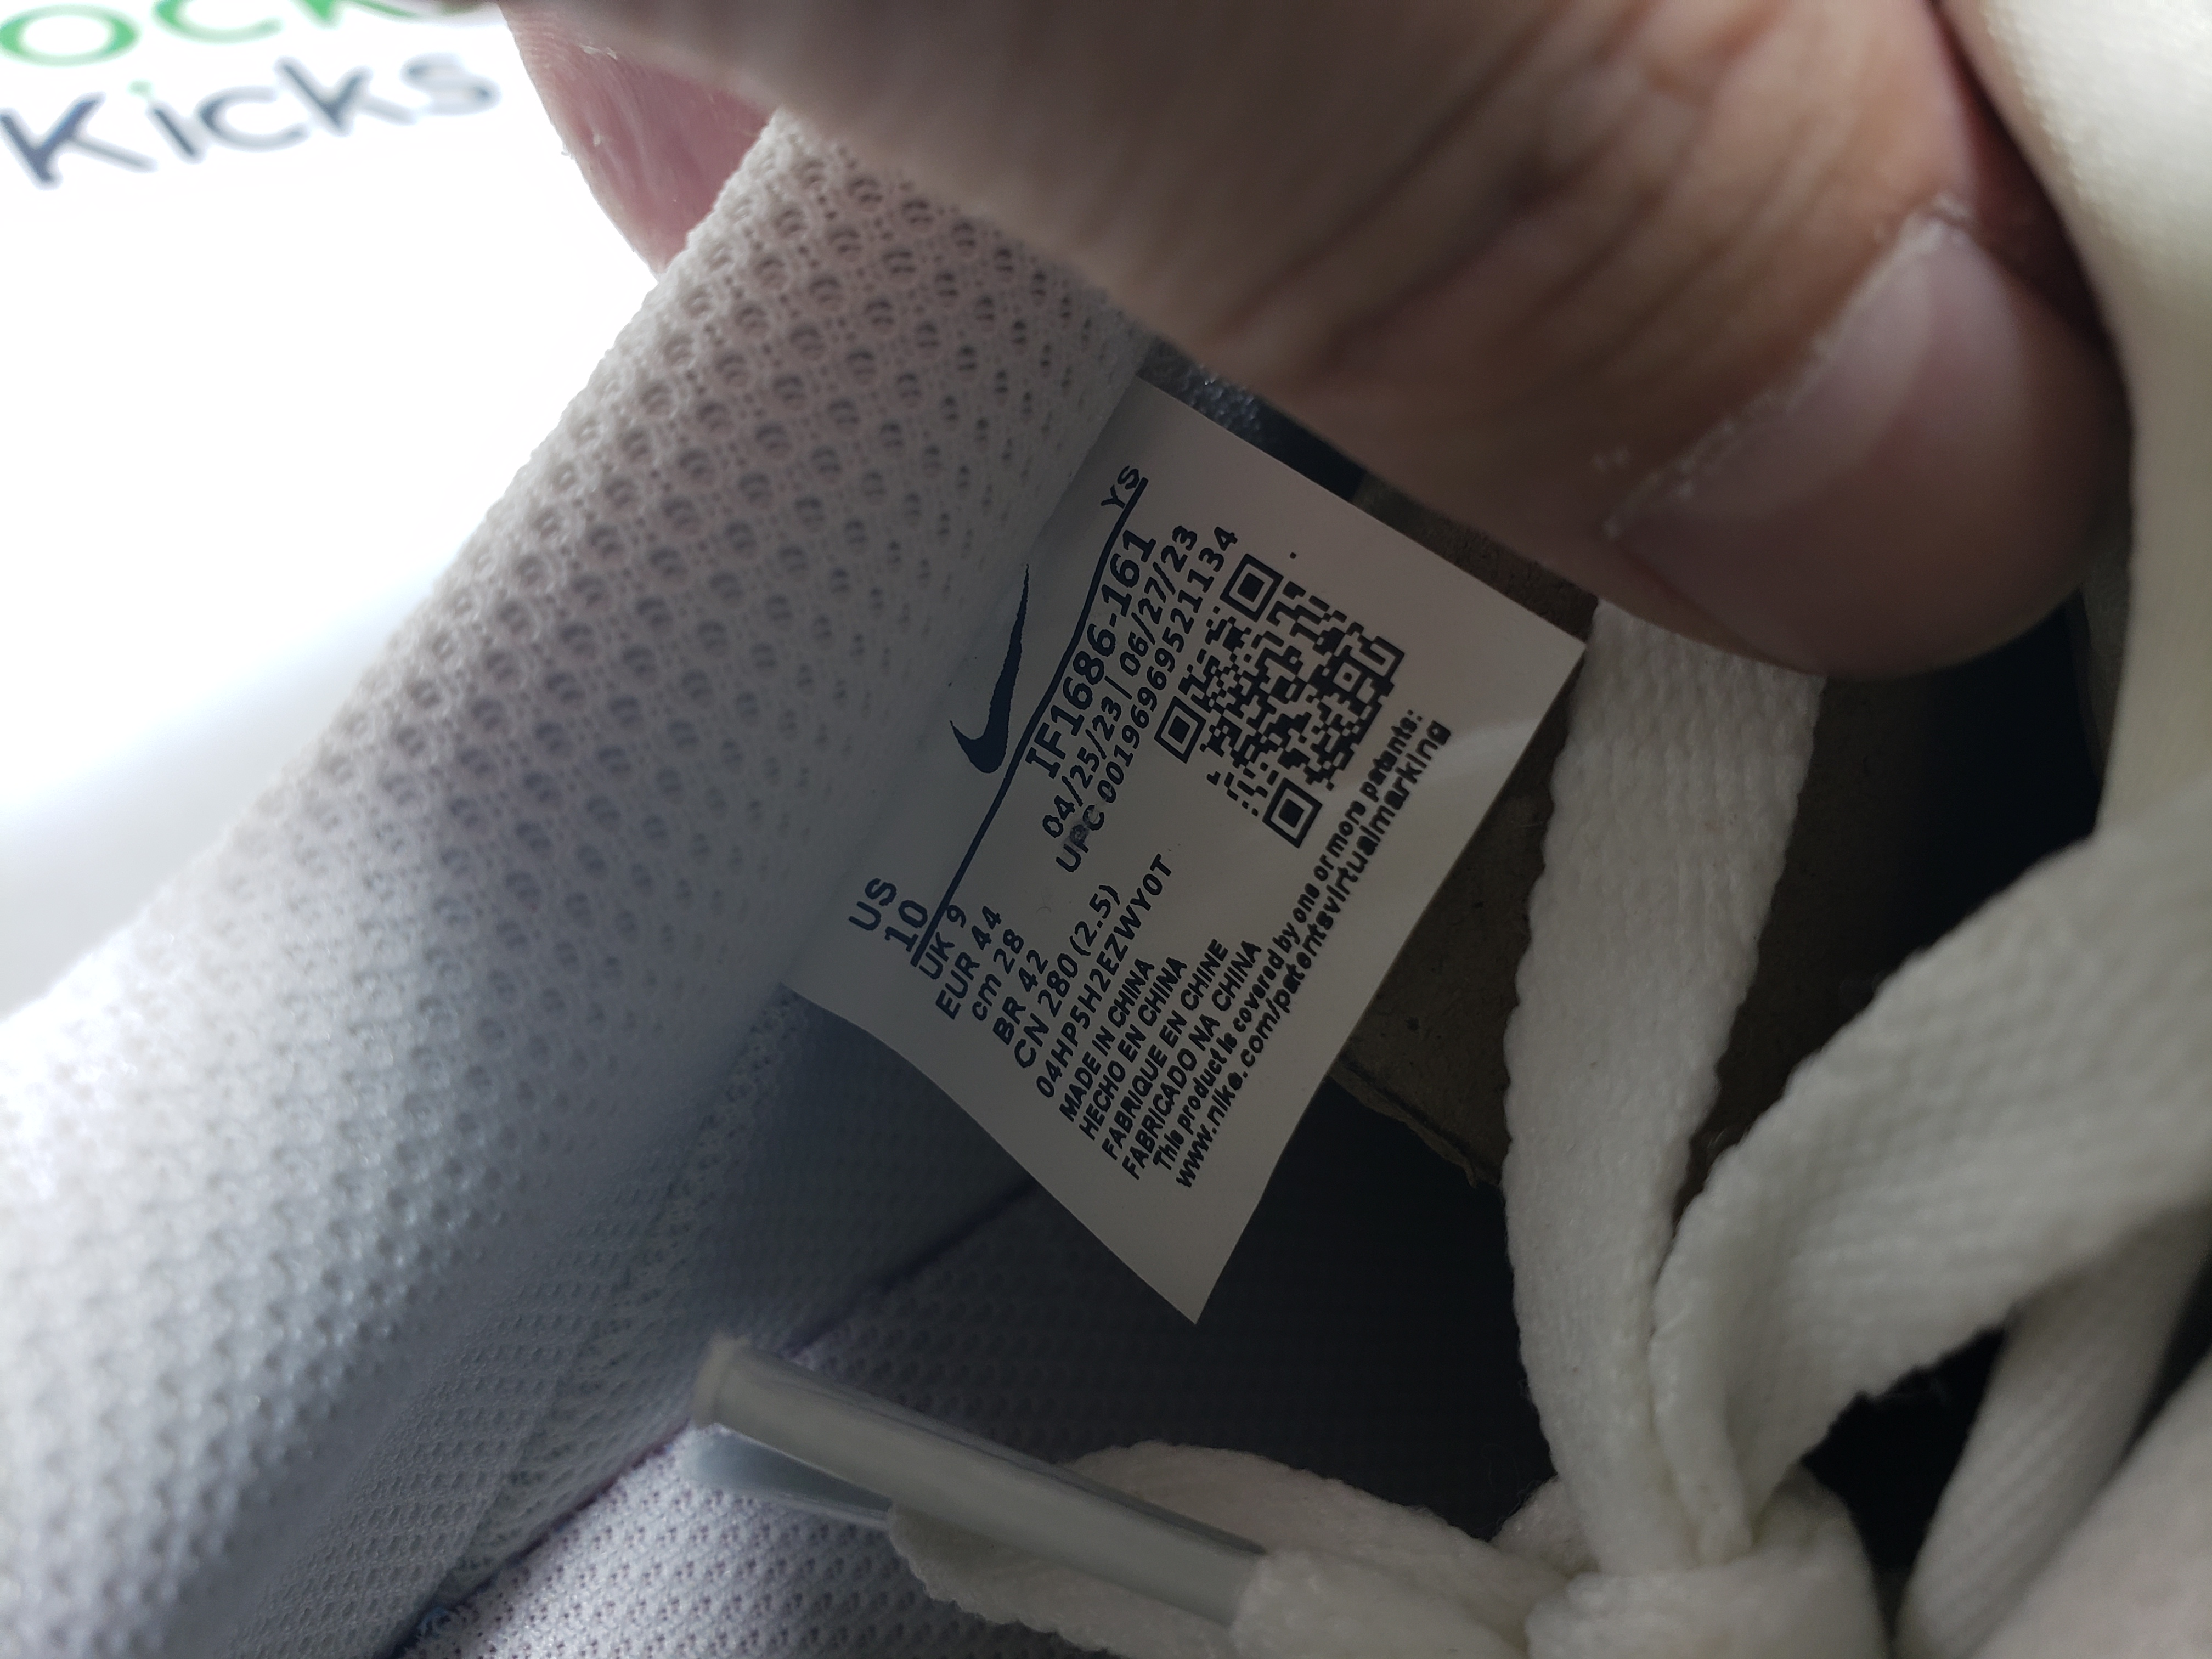 OCK
Kicks
US
10
YS
UK 9
EUR 44
cm 28
BR 42
CN 280(2.5)
04HP5H2EZWY0T
IF1686-161
04/25/23 | 06/27/23
UPC 00196969521134
MADE IN CHINA
HECHO EN CHINA
FABRIQUE EN CHINE
FABRICADO NA CHINA
This product is covered by one or more patents:
www.nike.com/patentsvirtualmarking